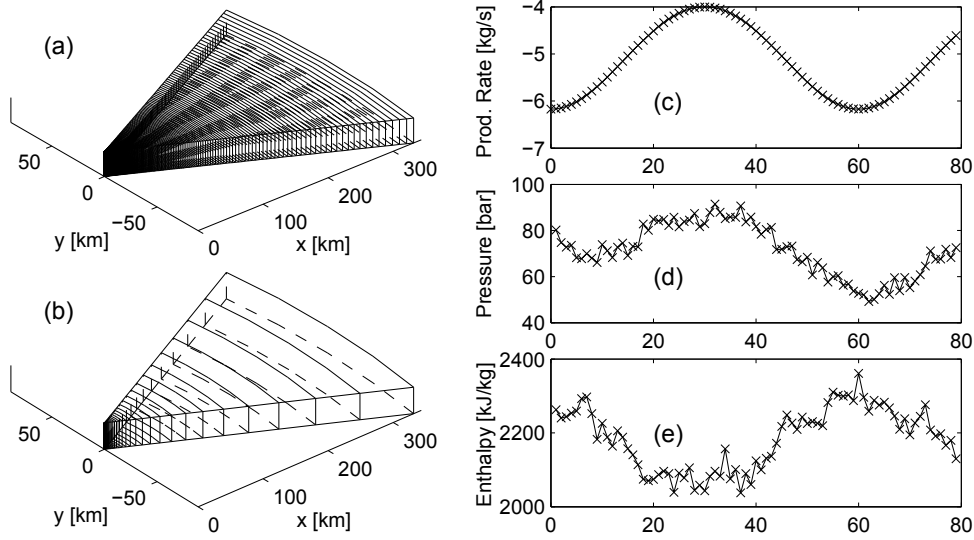 (a)
50
0
−50
y [km]
0
100
200
300
x [km]
(b)
50
0
−50
y [km]
0
100
200
300
x [km]
−4
−5
−6
−7
Prod. Rate [kg/s]
(c)
0 20 40 60 80
100
80
60
40
Pressure [bar]
(d)
0 20 40 60 80
2400
2200
2000
Enthalpy [kJ/kg]
(e)
0 20 40 60 80